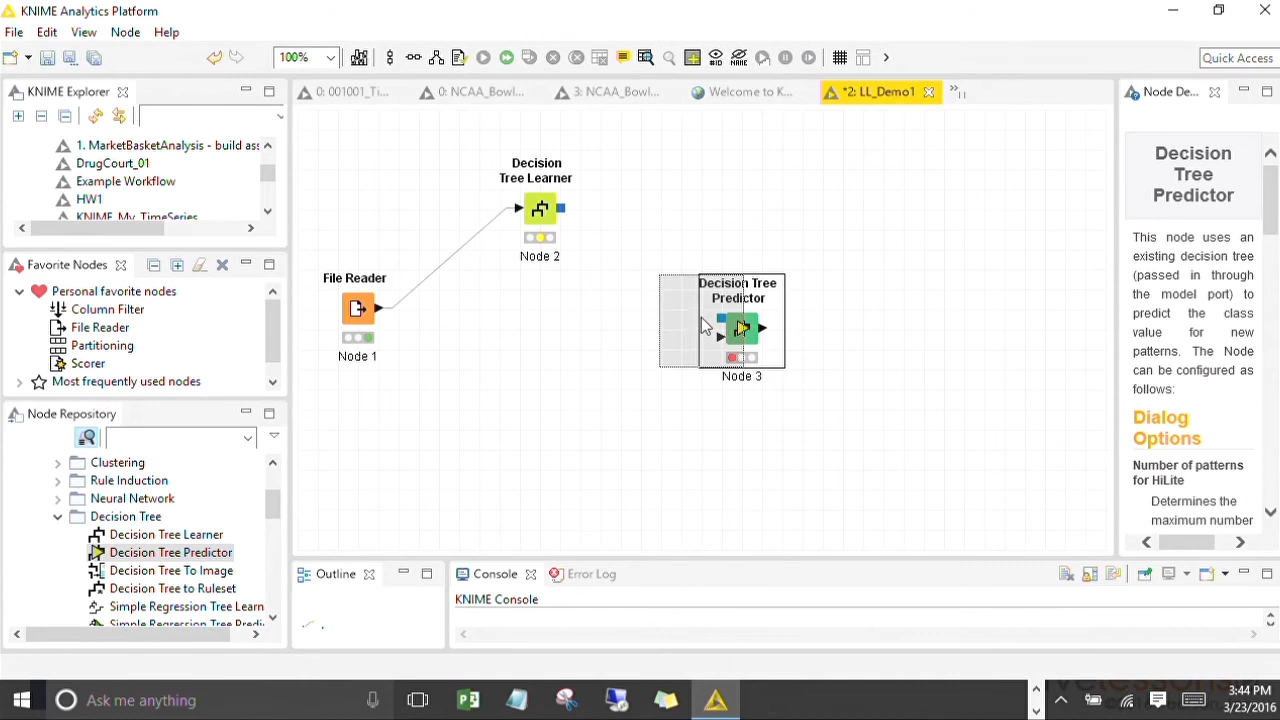 KNIME Analytics Platform
File Edit View Node Help
100%
Quick Access
KNIME Explorer
0: 001001_Ti...
0: NCAA_Bowl...
3: NCAA_Bowl...
Welcome to K...
*2: LL_Demo1
11
Node De...
1. MarketBasketAnalysis - build ass
DrugCourt_01
Example Workflow
HW1
KNIME_My_TimeSeries
Favorite Nodes
Personal favorite nodes
Column Filter
File Reader
Partitioning
Scorer
Most frequently used nodes
Node Repository
Clustering
Rule Induction
Neural Network
Decision Tree
Decision Tree Learner
Decision Tree Predictor
Decision Tree To Image
Decision Tree to Ruleset
Simple Regression Tree Learn
Simple Regression Tree Predi
Decision
Tree Learner
Node 2
File Reader
Node 1
Decision Tree
Predictor
Node 3
Decision
Tree
Predictor
This node uses an
existing decision tree
(passed in through
the model port) to
predict the class
value for new
patterns. The Node
can be configured as
follows:
Dialog
Options
Number of patterns
for HiLite
Determines the
maximum number
Outline
Console
Error Log
KNIME Console
Ask me anything
3:44 PM
3/23/2016